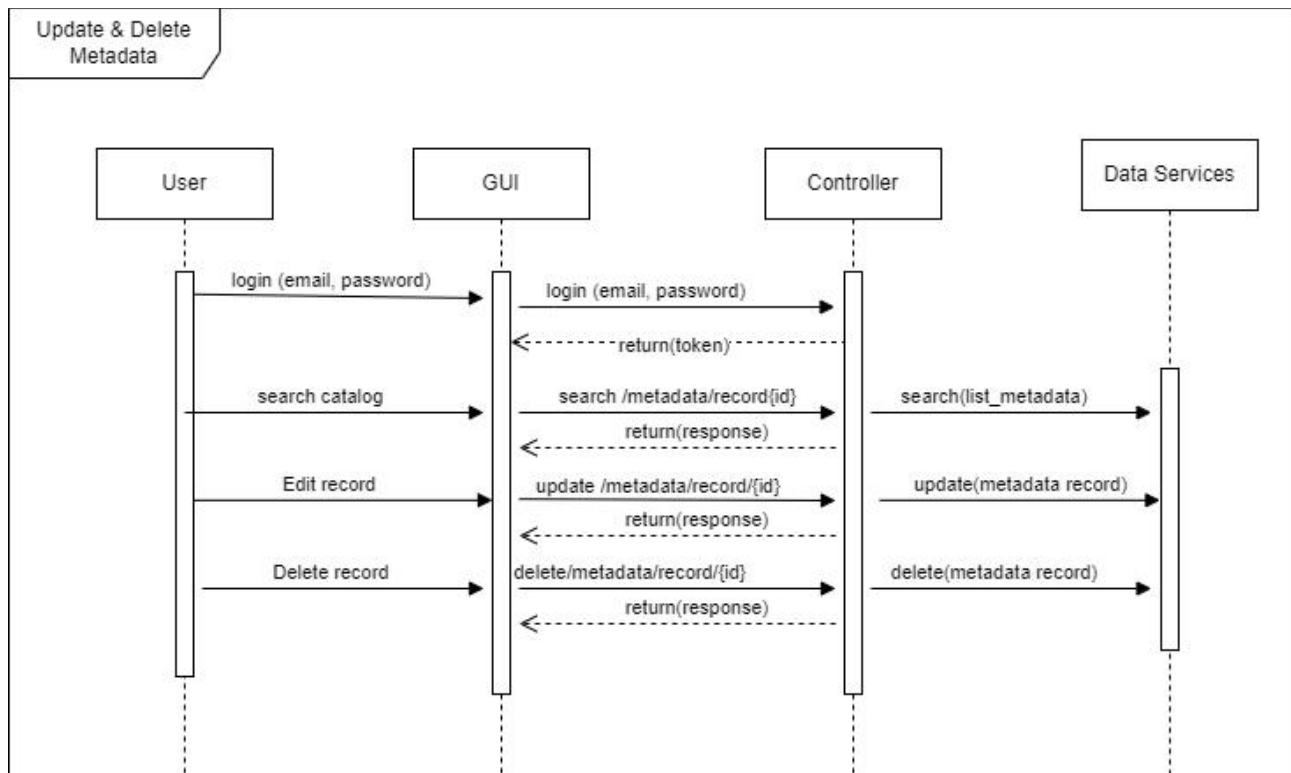 Update & Delete
Metadata
User
GUI
Controller
Data Services
login (email, password)
login (email, password)
return(token)
search catalog
search /metadata/record{id}
search(list_metadata)
return(response)
Edit record
update /metadata/record/{id}
update(metadata record)
return(response)
Delete record
delete/metadata/record/{id}
delete(metadata record)
return(response)